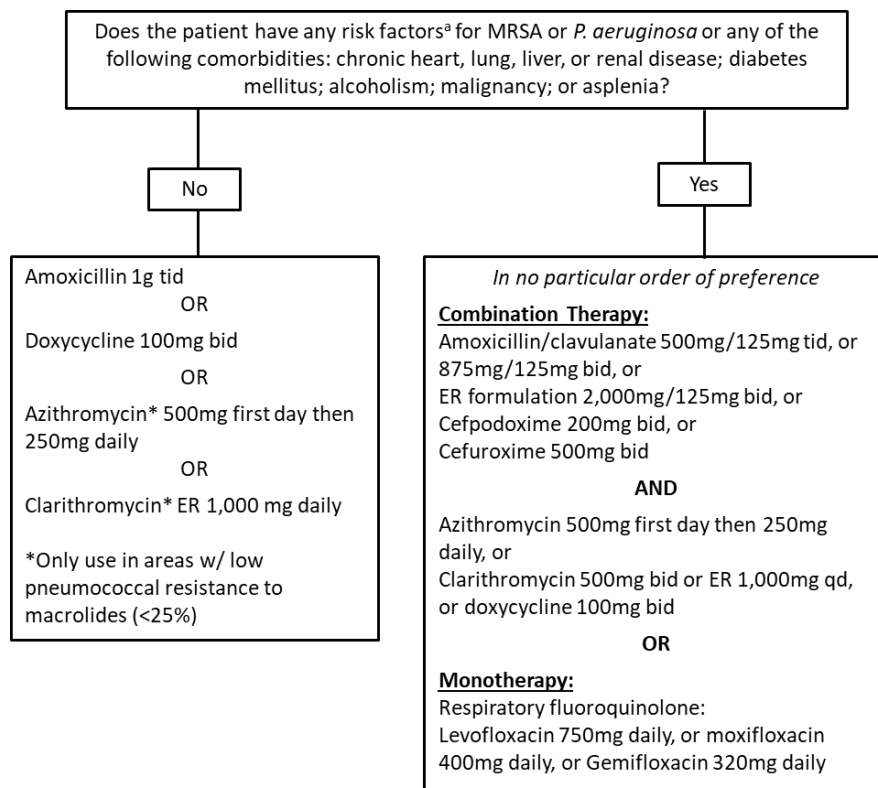 Does the patient have any risk factorsᵃ for MRSA or P. aeruginosa or any of
the following comorbidities: chronic heart, lung, liver, or renal disease; diabetes
mellitus; alcoholism; malignancy; or asplenia?
No
Yes
Amoxicillin 1g tid
OR
Doxycycline 100mg bid
OR
Azithromycin* 500mg first day then
250mg daily
OR
Clarithromycin* ER 1,000 mg daily
*Only use in areas w/ low
pneumococcal resistance to
macrolides (<25%)
In no particular order of preference
Combination Therapy:
Amoxicillin/clavulanate 500mg/125mg tid, or
875mg/125mg bid, or
ER formulation 2,000mg/125mg bid, or
Cefpodoxime 200mg bid, or
Cefuroxime 500mg bid
AND
Azithromycin 500mg first day then 250mg
daily, or
Clarithromycin 500mg bid or ER 1,000mg qd,
or doxycycline 100mg bid
OR
Monotherapy:
Respiratory fluoroquinolone:
Levofloxacin 750mg daily, or moxifloxacin
400mg daily, or Gemifloxacin 320mg daily